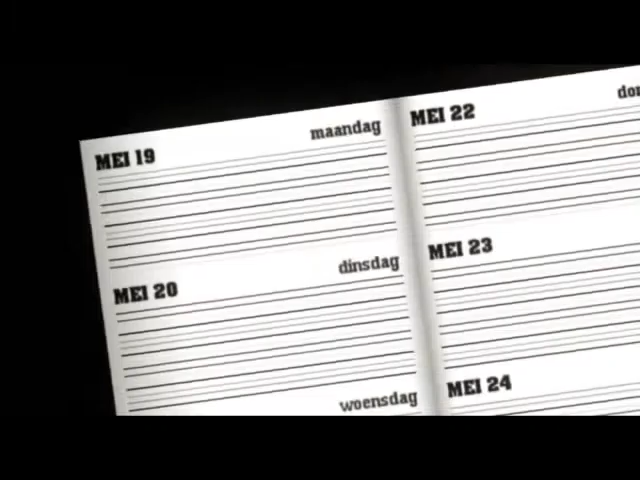 MEI 19 maandag
MEI 20 dinsdag
woensdag
MEI 22
MEI 23
MEI 24